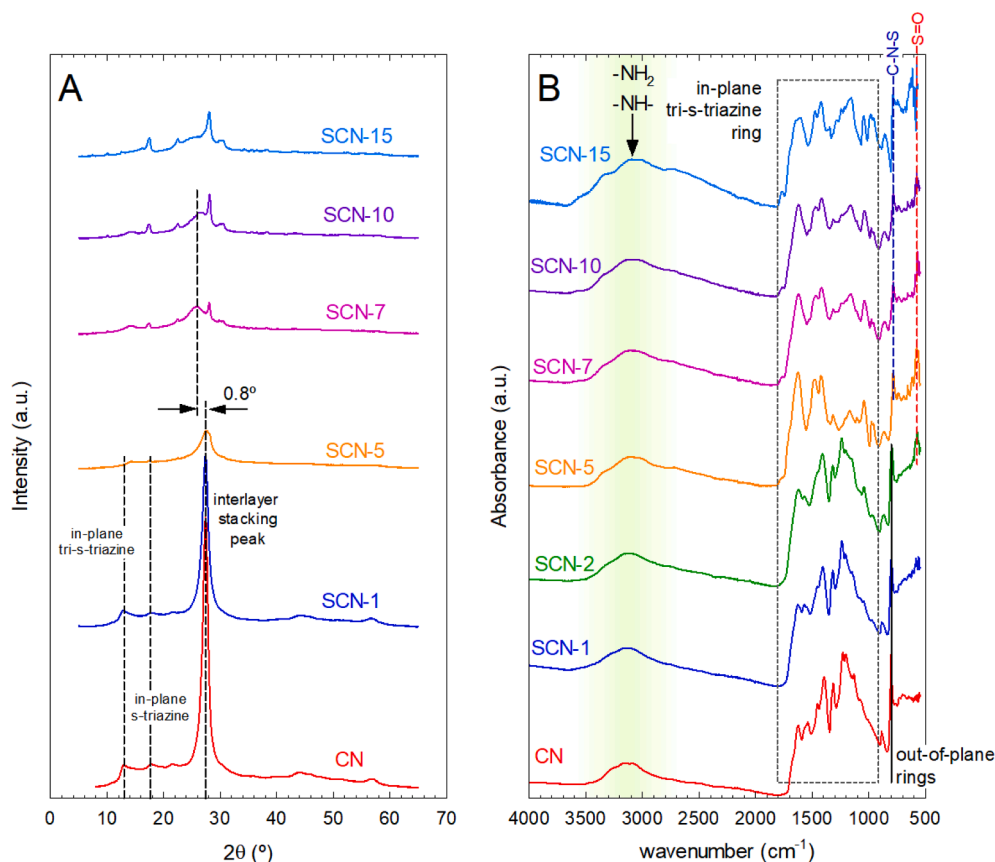 A
SCN-15
SCN-10
SCN-7
0.8º
SCN-5
interlayer
stacking
peak
in-plane
tri-s-triazine
SCN-1
in-plane
s-triazine
CN
Intensity (a.u.)
0 10 20 30 40 50 60 70
2θ (º)
B
-NH₂
-NH-
in-plane
tri-s-triazine
ring
C-N-S
-S=O
SCN-15
SCN-10
SCN-7
SCN-5
SCN-2
SCN-1
CN
out-of-plane
rings
Absorbance (a.u.)
4000 3500 3000 2500 2000 1500 1000 500
wavenumber (cm⁻¹)